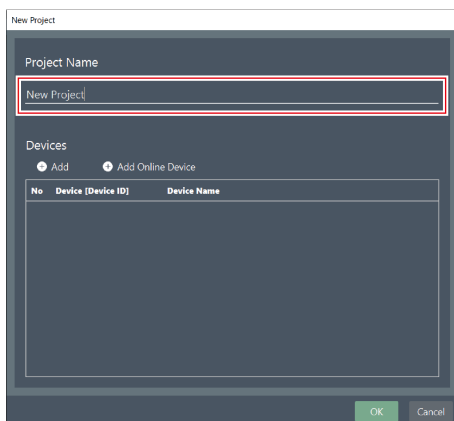 New Project
Project Name
New Project
Devices
Add Add Online Device
No Device [Device ID] Device Name
OK Cancel